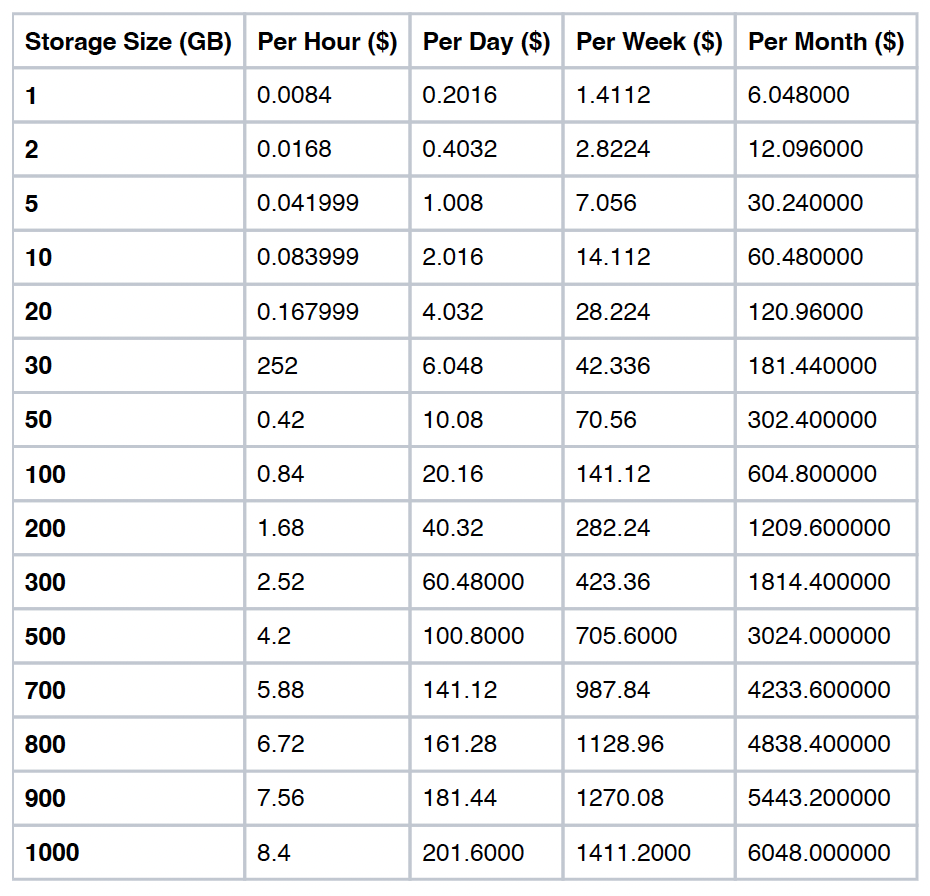 Storage Size (GB) Per Hour ($) Per Day ($) Per Week ($) Per Month ($)
1 0.0084 0.2016 1.4112 6.048000
2 0.0168 0.4032 2.8224 12.096000
5 0.041999 1.008 7.056 30.240000
10 0.083999 2.016 14.112 60.480000
20 0.167999 4.032 28.224 120.960000
30 252 6.048 42.336 181.440000
50 0.42 10.08 70.56 302.400000
100 0.84 20.16 141.12 604.800000
200 1.68 40.32 282.24 1209.600000
300 2.52 60.48000 423.36 1814.400000
500 4.2 100.8000 705.6000 3024.000000
700 5.88 141.12 987.84 4233.600000
800 6.72 161.28 1128.96 4838.400000
900 7.56 181.44 1270.08 5443.200000
1000 8.4 201.6000 1411.2000 6048.000000